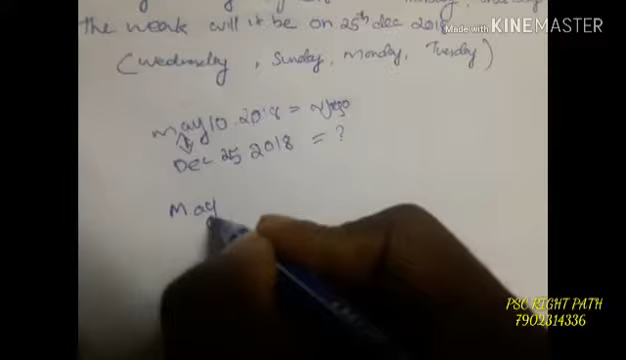 the weak will it be on 25th dec 2018
Made with KINEMASTER
(Wednesday, Sunday, Monday, Tuesday)
May 10 2018 =
Dec 25 2018 = ?
May
PSC RIGHT PATH
7902314336